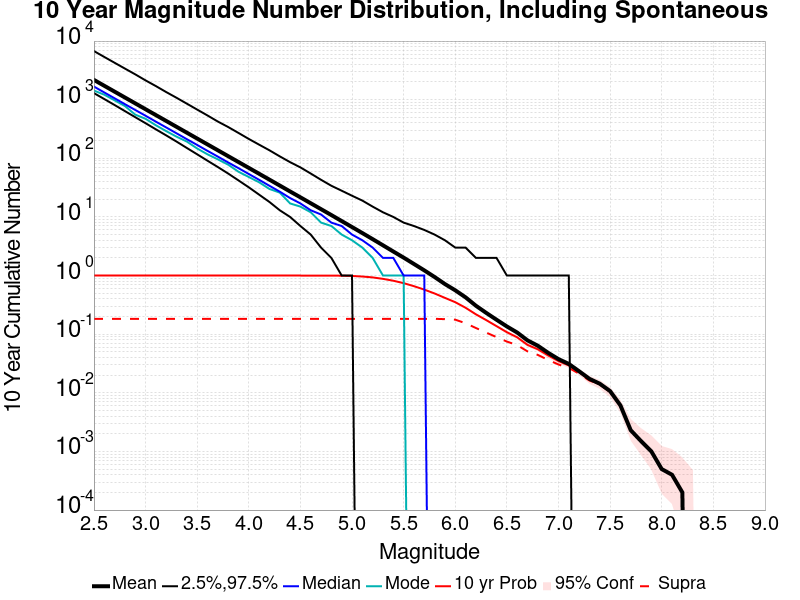 10 Year Magnitude Number Distribution, Including Spontaneous
10 Year Cumulative Number
10^4
10^3
10^2
10^1
10^0
10^-1
10^-2
10^-3
10^-4
2.5 3.0 3.5 4.0 4.5 5.0 5.5 6.0 6.5 7.0 7.5 8.0 8.5 9.0
Magnitude
Mean 2.5%,97.5% Median Mode 10 yr Prob 95% Conf Supra